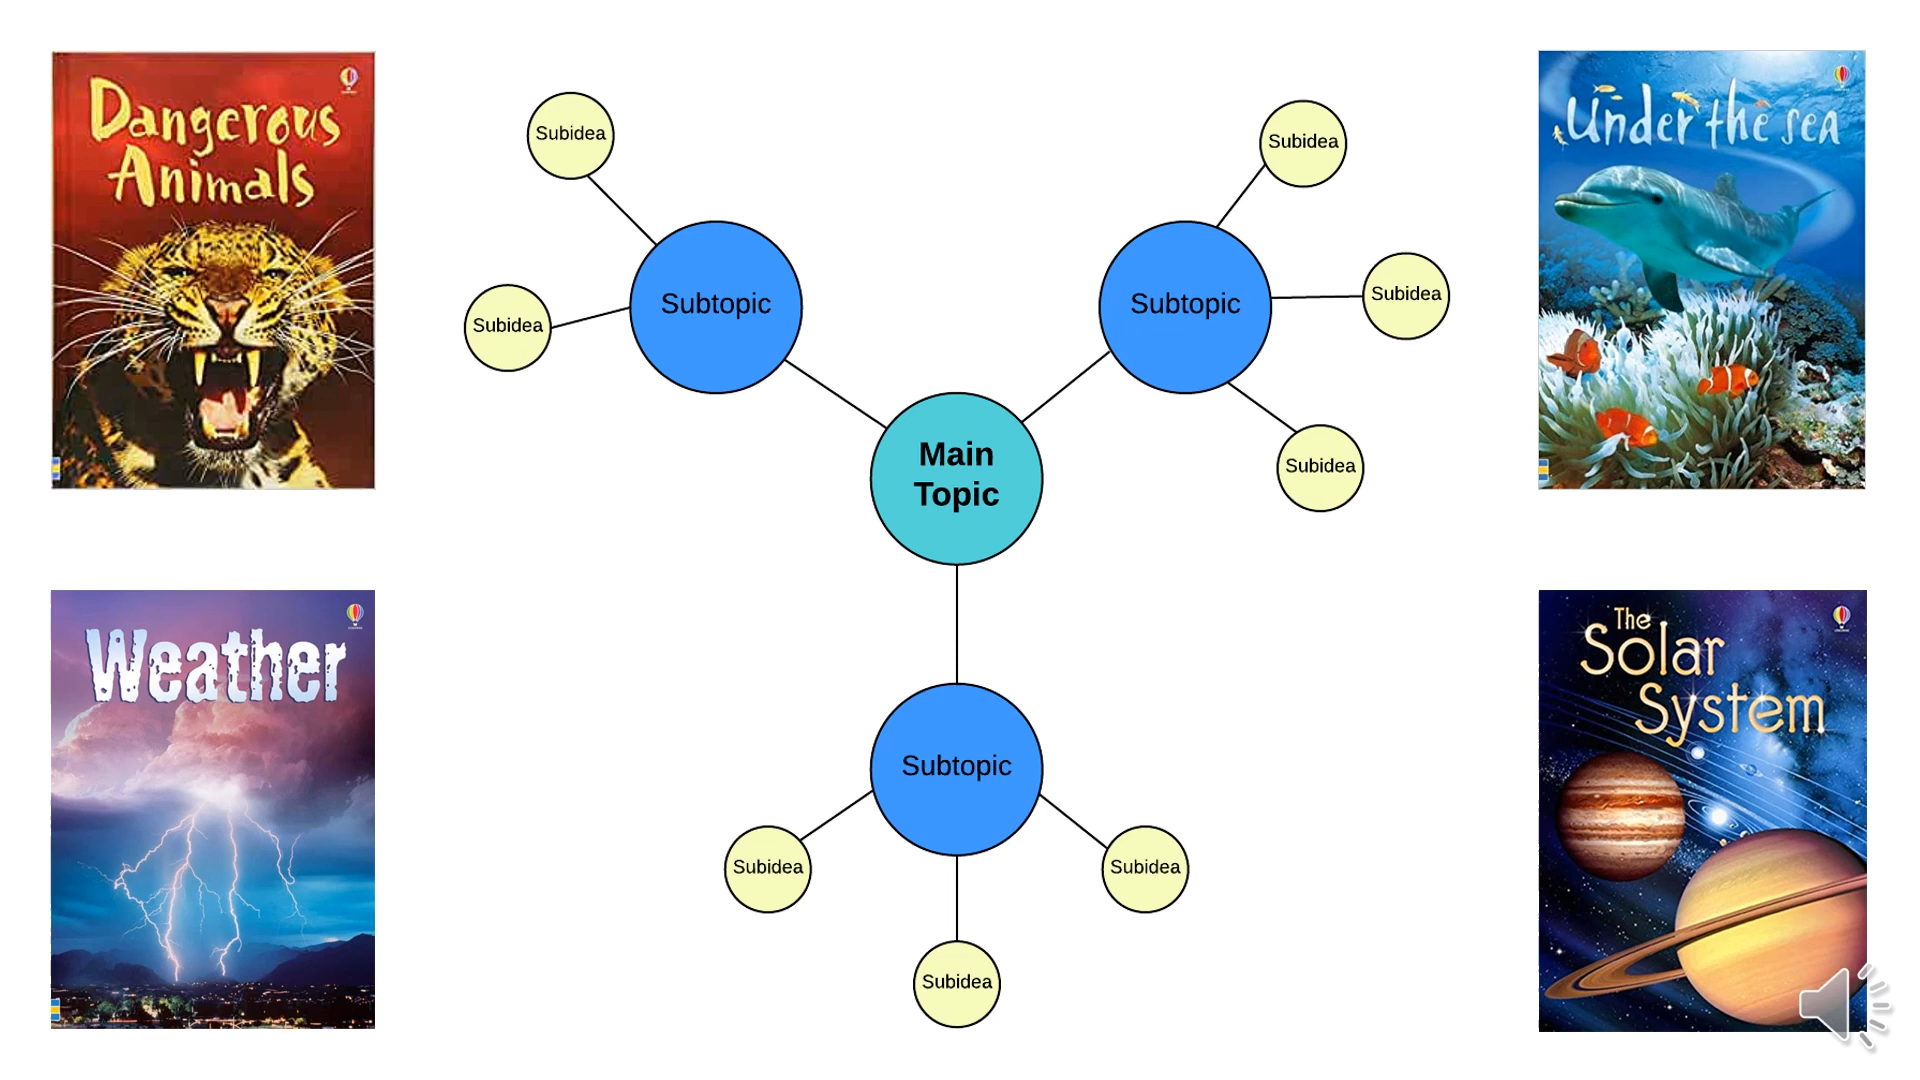 Dangerous
Animals
Weather
Subidea
Subidea
Subtopic
Main
Topic
Subtopic
Subidea
Subidea
Subidea
Subtopic
Subidea
Subidea
Subidea
Under the sea
The
Solar
System